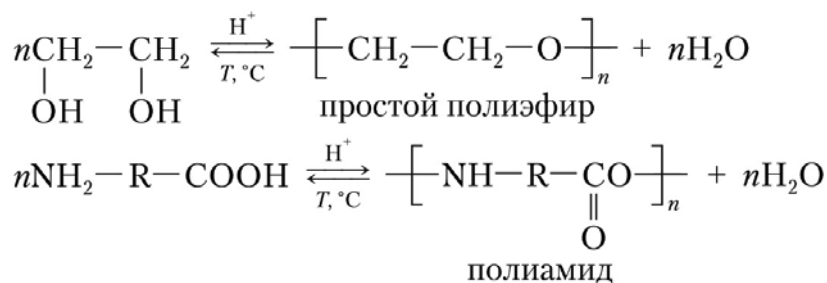 nCH₂—CH₂ ⇌ [—CH₂—CH₂—O—]ₙ + nH₂O
H⁺
T, °C
OH OH
простой полиэфир
nNH₂—R—COOH ⇌ [—NH—R—CO—]ₙ + nH₂O
H⁺
T, °C
O
полиамид